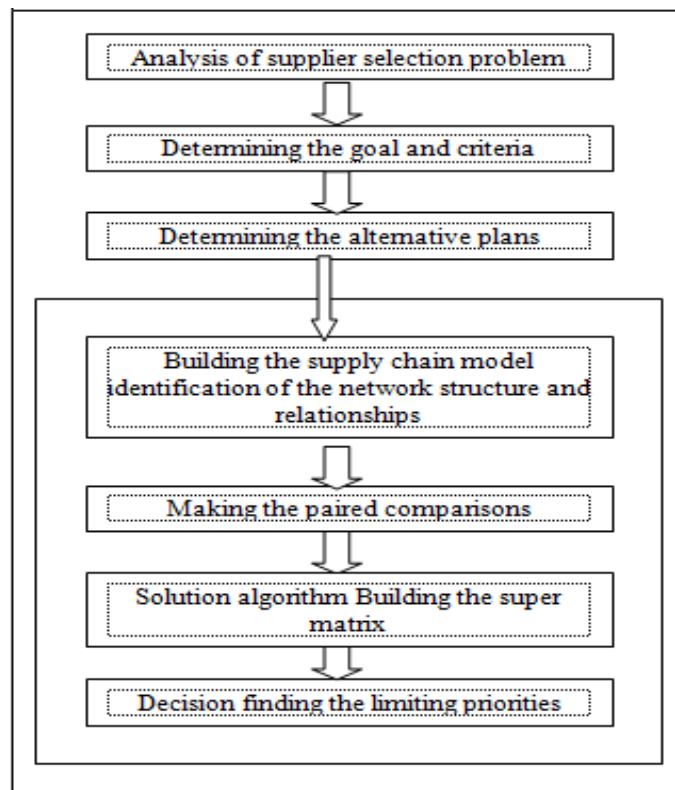 Analysis of supplier selection problem
Determining the goal and criteria
Determining the alternative plans
Building the supply chain model
identification of the network structure and
relationships
Making the paired comparisons
Solution algorithm Building the super
matrix
Decision finding the limiting priorities